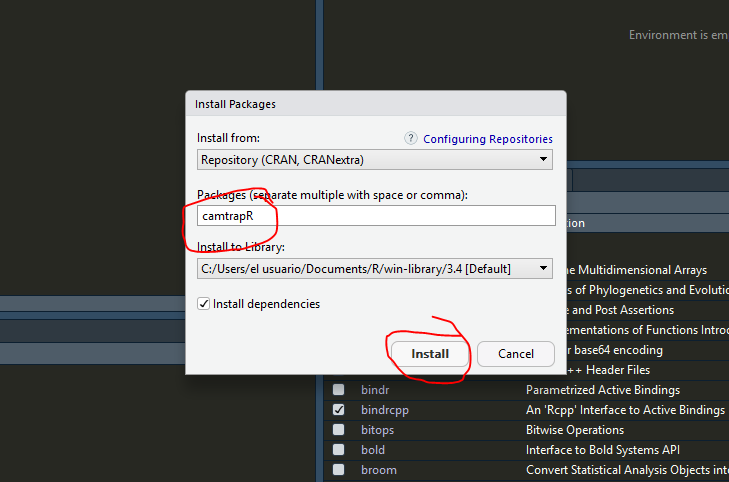 Environment is em
Install Packages
Install from:
? Configuring Repositories
Repository (CRAN, CRANextra)
Packages (separate multiple with space or comma):
camtrapR
Install to Library:
C:/Users/el usuario/Documents/R/win-library/3.4 [Default]
Install dependencies
Install
Cancel
tion
ne Multidimensional Arrays
s of Phylogenetics and Evolution
e and Post Assertions
ementations of Functions Introd
r base64 encoding
++ Header Files
bindr Parametrized Active Bindings
bindrcpp An 'Rcpp' Interface to Active Bindings
bitops Bitwise Operations
bold Interface to Bold Systems API
broom Convert Statistical Analysis Objects into